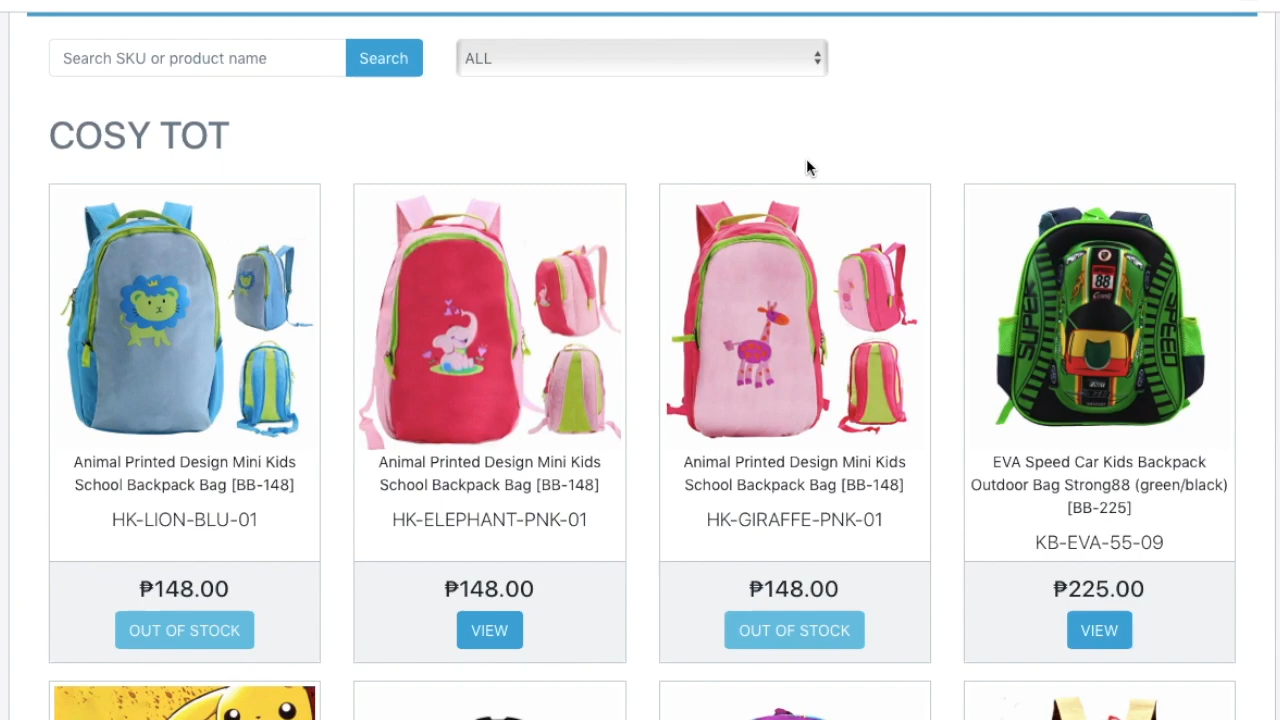 Search SKU or product name
Search
ALL
COSY TOT
Animal Printed Design Mini Kids
School Backpack Bag [BB-148]
HK-LION-BLU-01
₱148.00
OUT OF STOCK
Animal Printed Design Mini Kids
School Backpack Bag [BB-148]
HK-ELEPHANT-PNK-01
₱148.00
VIEW
Animal Printed Design Mini Kids
School Backpack Bag [BB-148]
HK-GIRAFFE-PNK-01
₱148.00
OUT OF STOCK
SUPER
88
SPEED
EVA Speed Car Kids Backpack
Outdoor Bag Strong88 (green/black)
[BB-225]
KB-EVA-55-09
₱225.00
VIEW